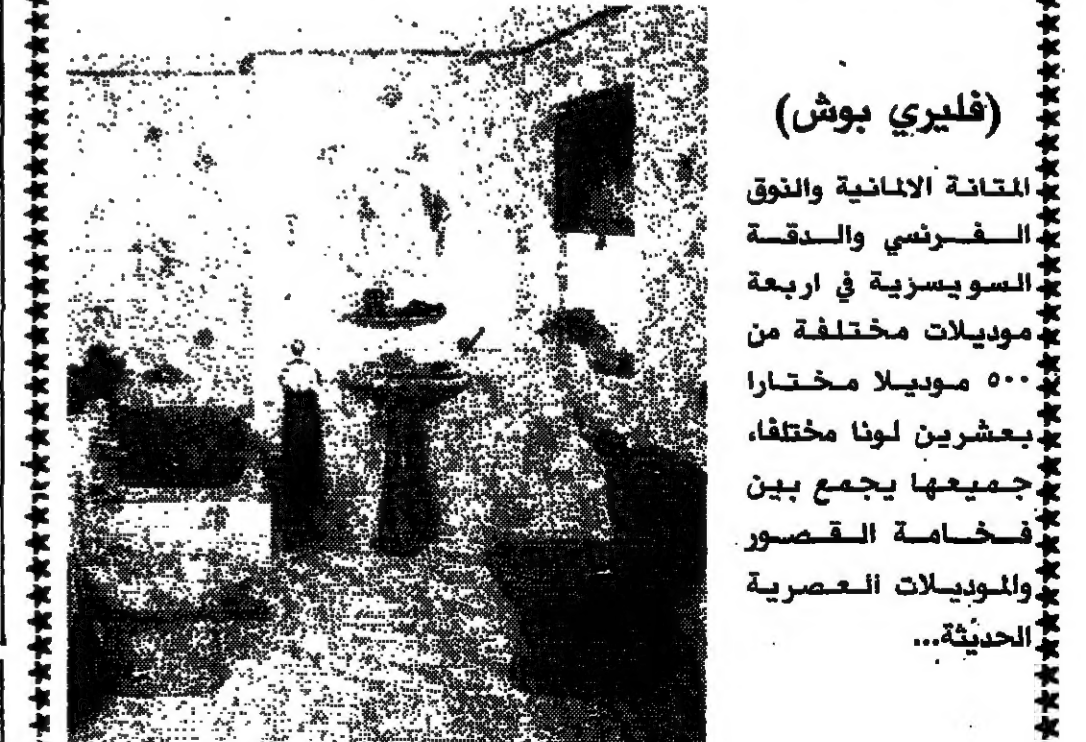 (فليري بوش)
المتانة الالمانية والذوق
الفرنسي والدقة
السويسزية في اربعة
موديلات مختلفة من
٥٠٠ موديلا مختارا
بعشرين لونا مختلفا،
جميعها يجمع بين
فخامة القصور
والموديلات العصرية
الحديثة...